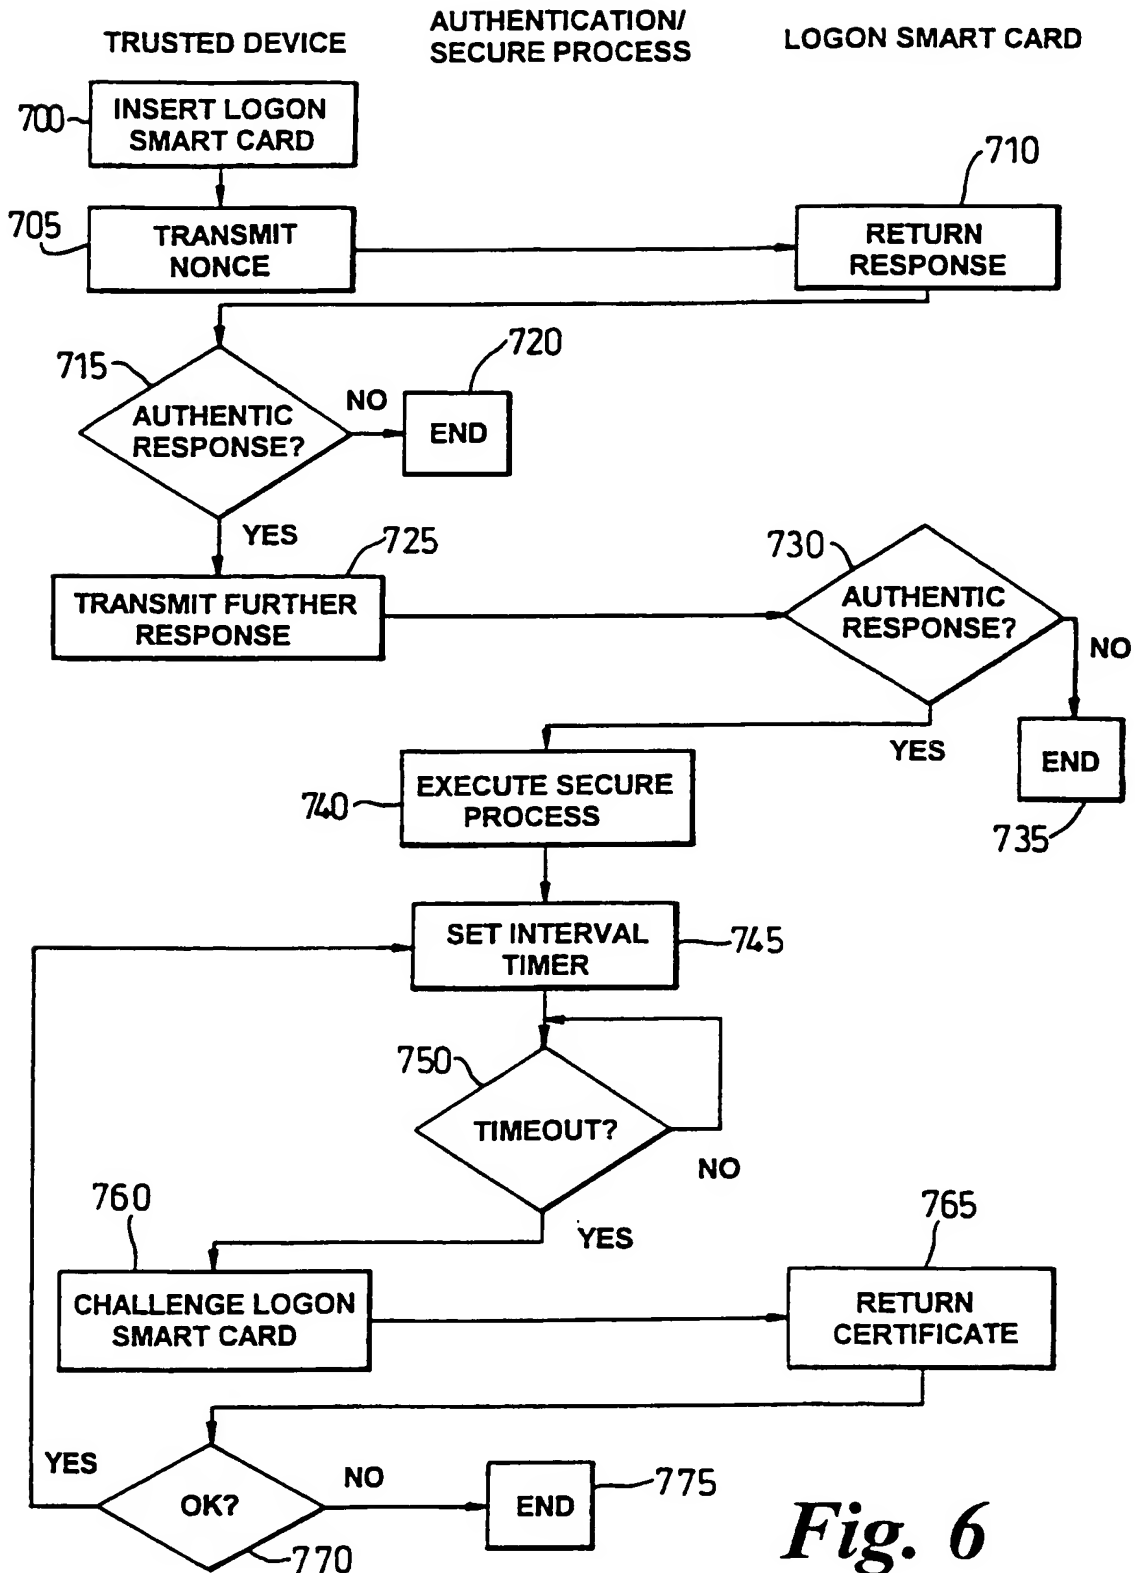 TRUSTED DEVICE
AUTHENTICATION/
SECURE PROCESS
LOGON SMART CARD
700
INSERT LOGON
SMART CARD
710
705
TRANSMIT
NONCE
RETURN
RESPONSE
715
720
AUTHENTIC
RESPONSE?
NO
END
YES
725
730
TRANSMIT FURTHER
RESPONSE
AUTHENTIC
RESPONSE?
NO
YES
END
735
740
EXECUTE SECURE
PROCESS
SET INTERVAL
TIMER
745
750
TIMEOUT?
NO
YES
760
765
CHALLENGE LOGON
SMART CARD
RETURN
CERTIFICATE
YES
OK?
NO
END
775
770
Fig. 6